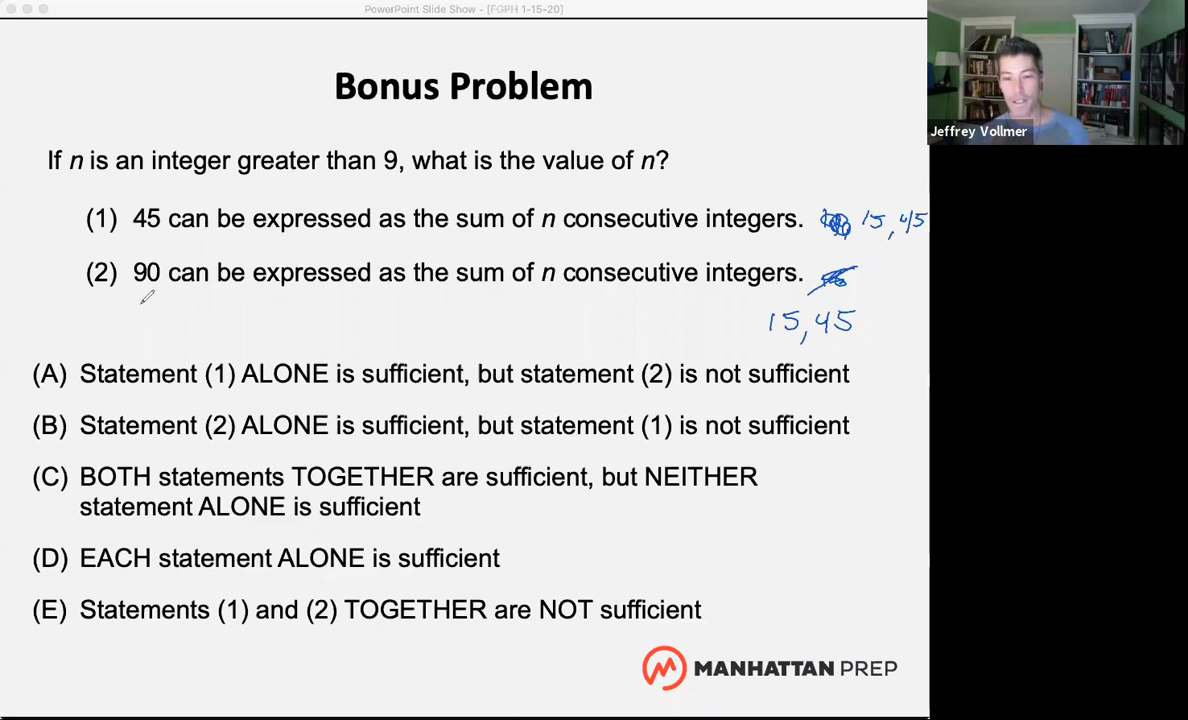 PowerPoint Slide Show - [FGPH 1-15-20]
Bonus Problem
Jeffrey Vollmer
If n is an integer greater than 9, what is the value of n?
(1) 45 can be expressed as the sum of n consecutive integers. 15, 45
(2) 90 can be expressed as the sum of n consecutive integers.
15, 45
(A) Statement (1) ALONE is sufficient, but statement (2) is not sufficient
(B) Statement (2) ALONE is sufficient, but statement (1) is not sufficient
(C) BOTH statements TOGETHER are sufficient, but NEITHER
statement ALONE is sufficient
(D) EACH statement ALONE is sufficient
(E) Statements (1) and (2) TOGETHER are NOT sufficient
MANHATTAN PREP